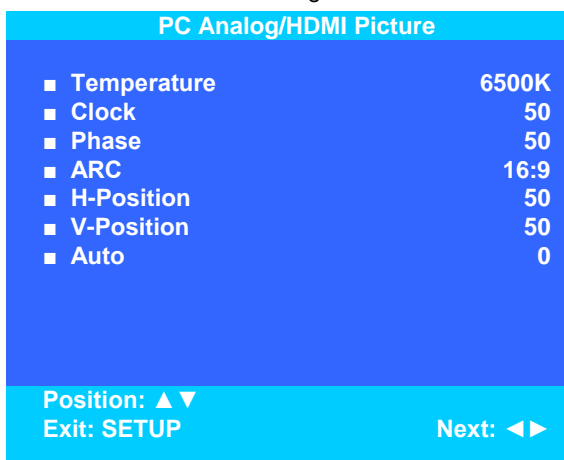 PC Analog/HDMI Picture
■ Temperature 6500K
■ Clock 50
■ Phase 50
■ ARC 16:9
■ H-Position 50
■ V-Position 50
■ Auto 0
Position: ▲▼
Exit: SETUP Next: ◄►